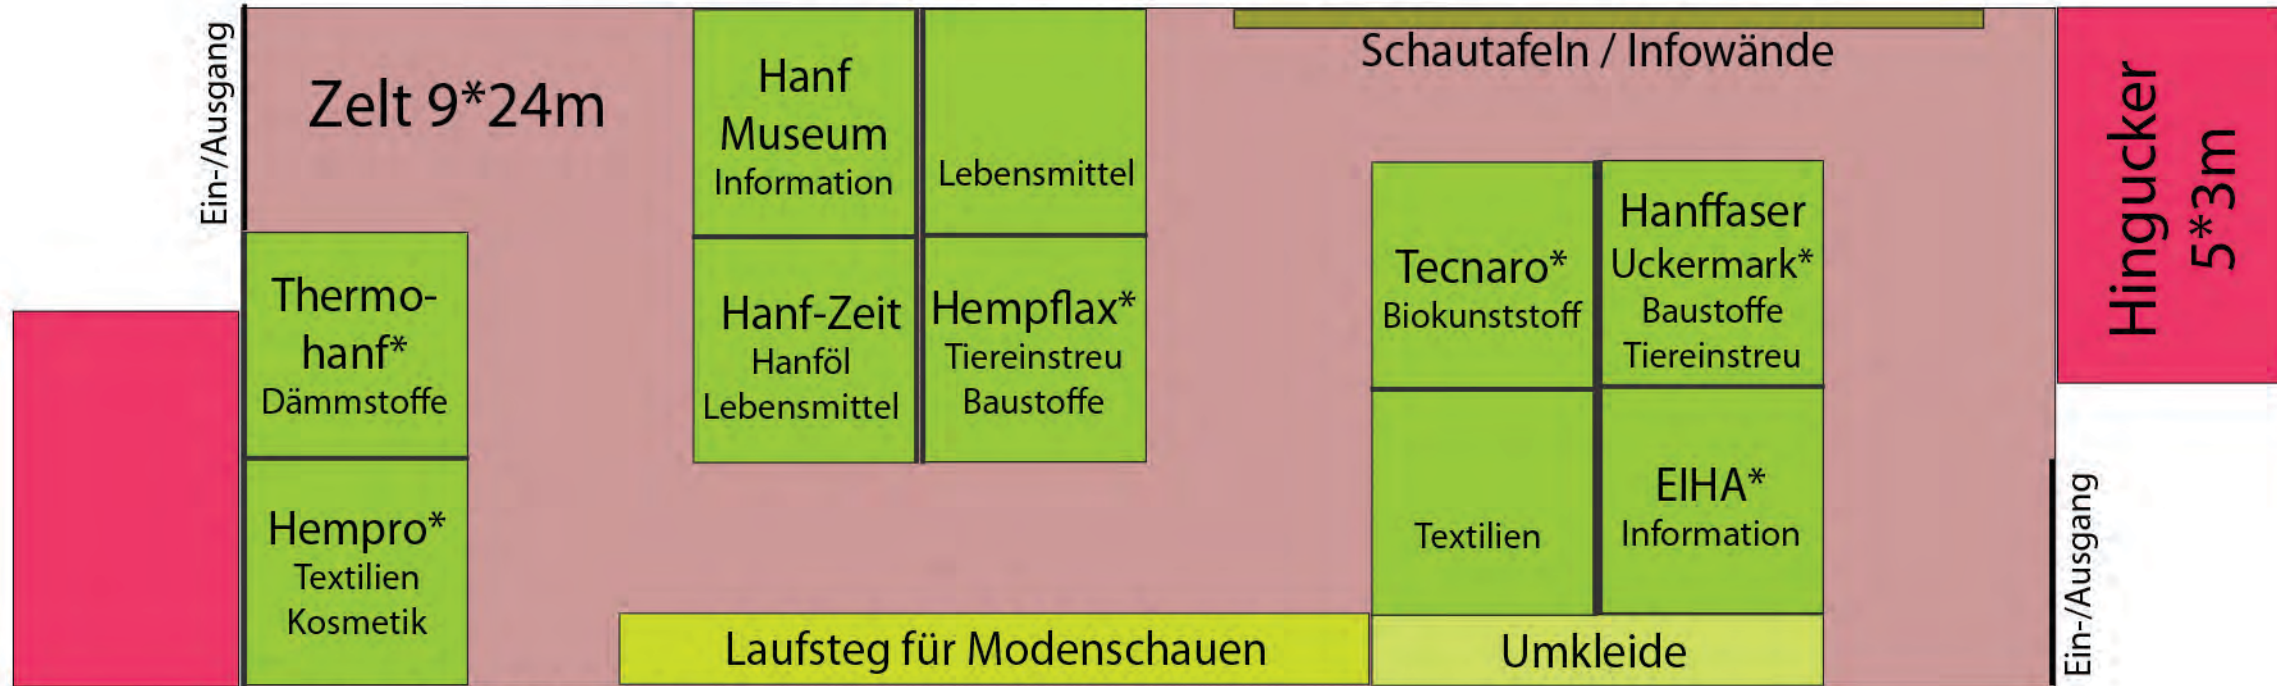 Ein-/Ausgang
Zelt 9*24m
Hanf
Museum
Information
Lebensmittel
Schautafeln / Infowände
Hingucker
5*3m
Thermo-
hanf*
Dämmstoffe
Hanf-Zeit
Hanföl
Lebensmittel
Hempflax*
Tiereinstreu
Baustoffe
Tecnaro*
Biokunststoff
Hanffaser
Uckermark*
Baustoffe
Tiereinstreu
Hempro*
Textilien
Kosmetik
Textilien
EIHA*
Information
Ein-/Ausgang
Laufsteg für Modenschauen
Umkleide